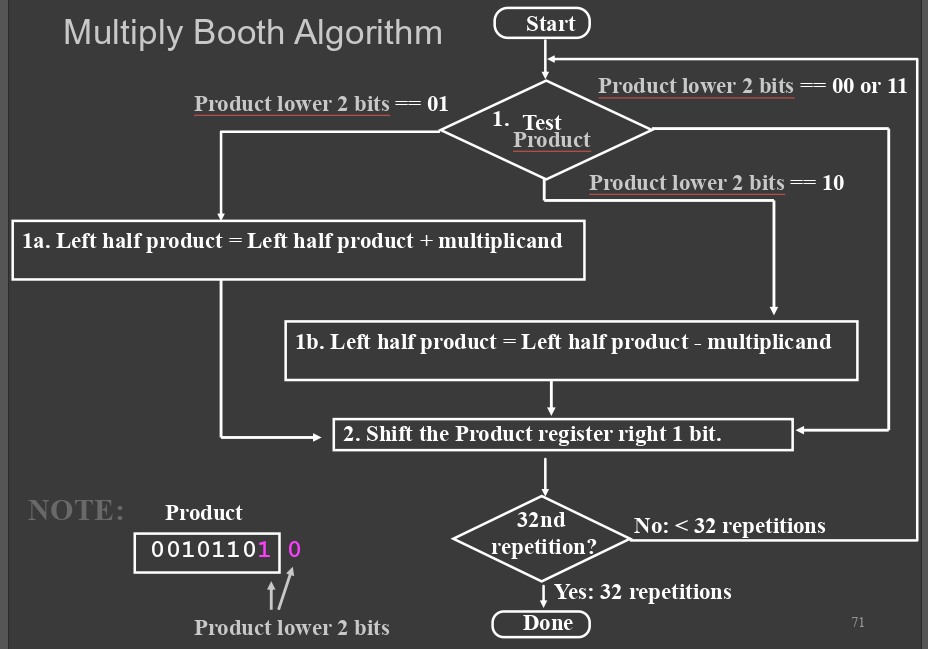 Multiply Booth Algorithm
Start
Product lower 2 bits == 00 or 11
Product lower 2 bits == 01
1. Test
Product
Product lower 2 bits == 10
1a. Left half product = Left half product + multiplicand
1b. Left half product = Left half product - multiplicand
2. Shift the Product register right 1 bit.
NOTE:
Product
00101101 0
Product lower 2 bits
32nd
repetition?
No: < 32 repetitions
Yes: 32 repetitions
Done
71